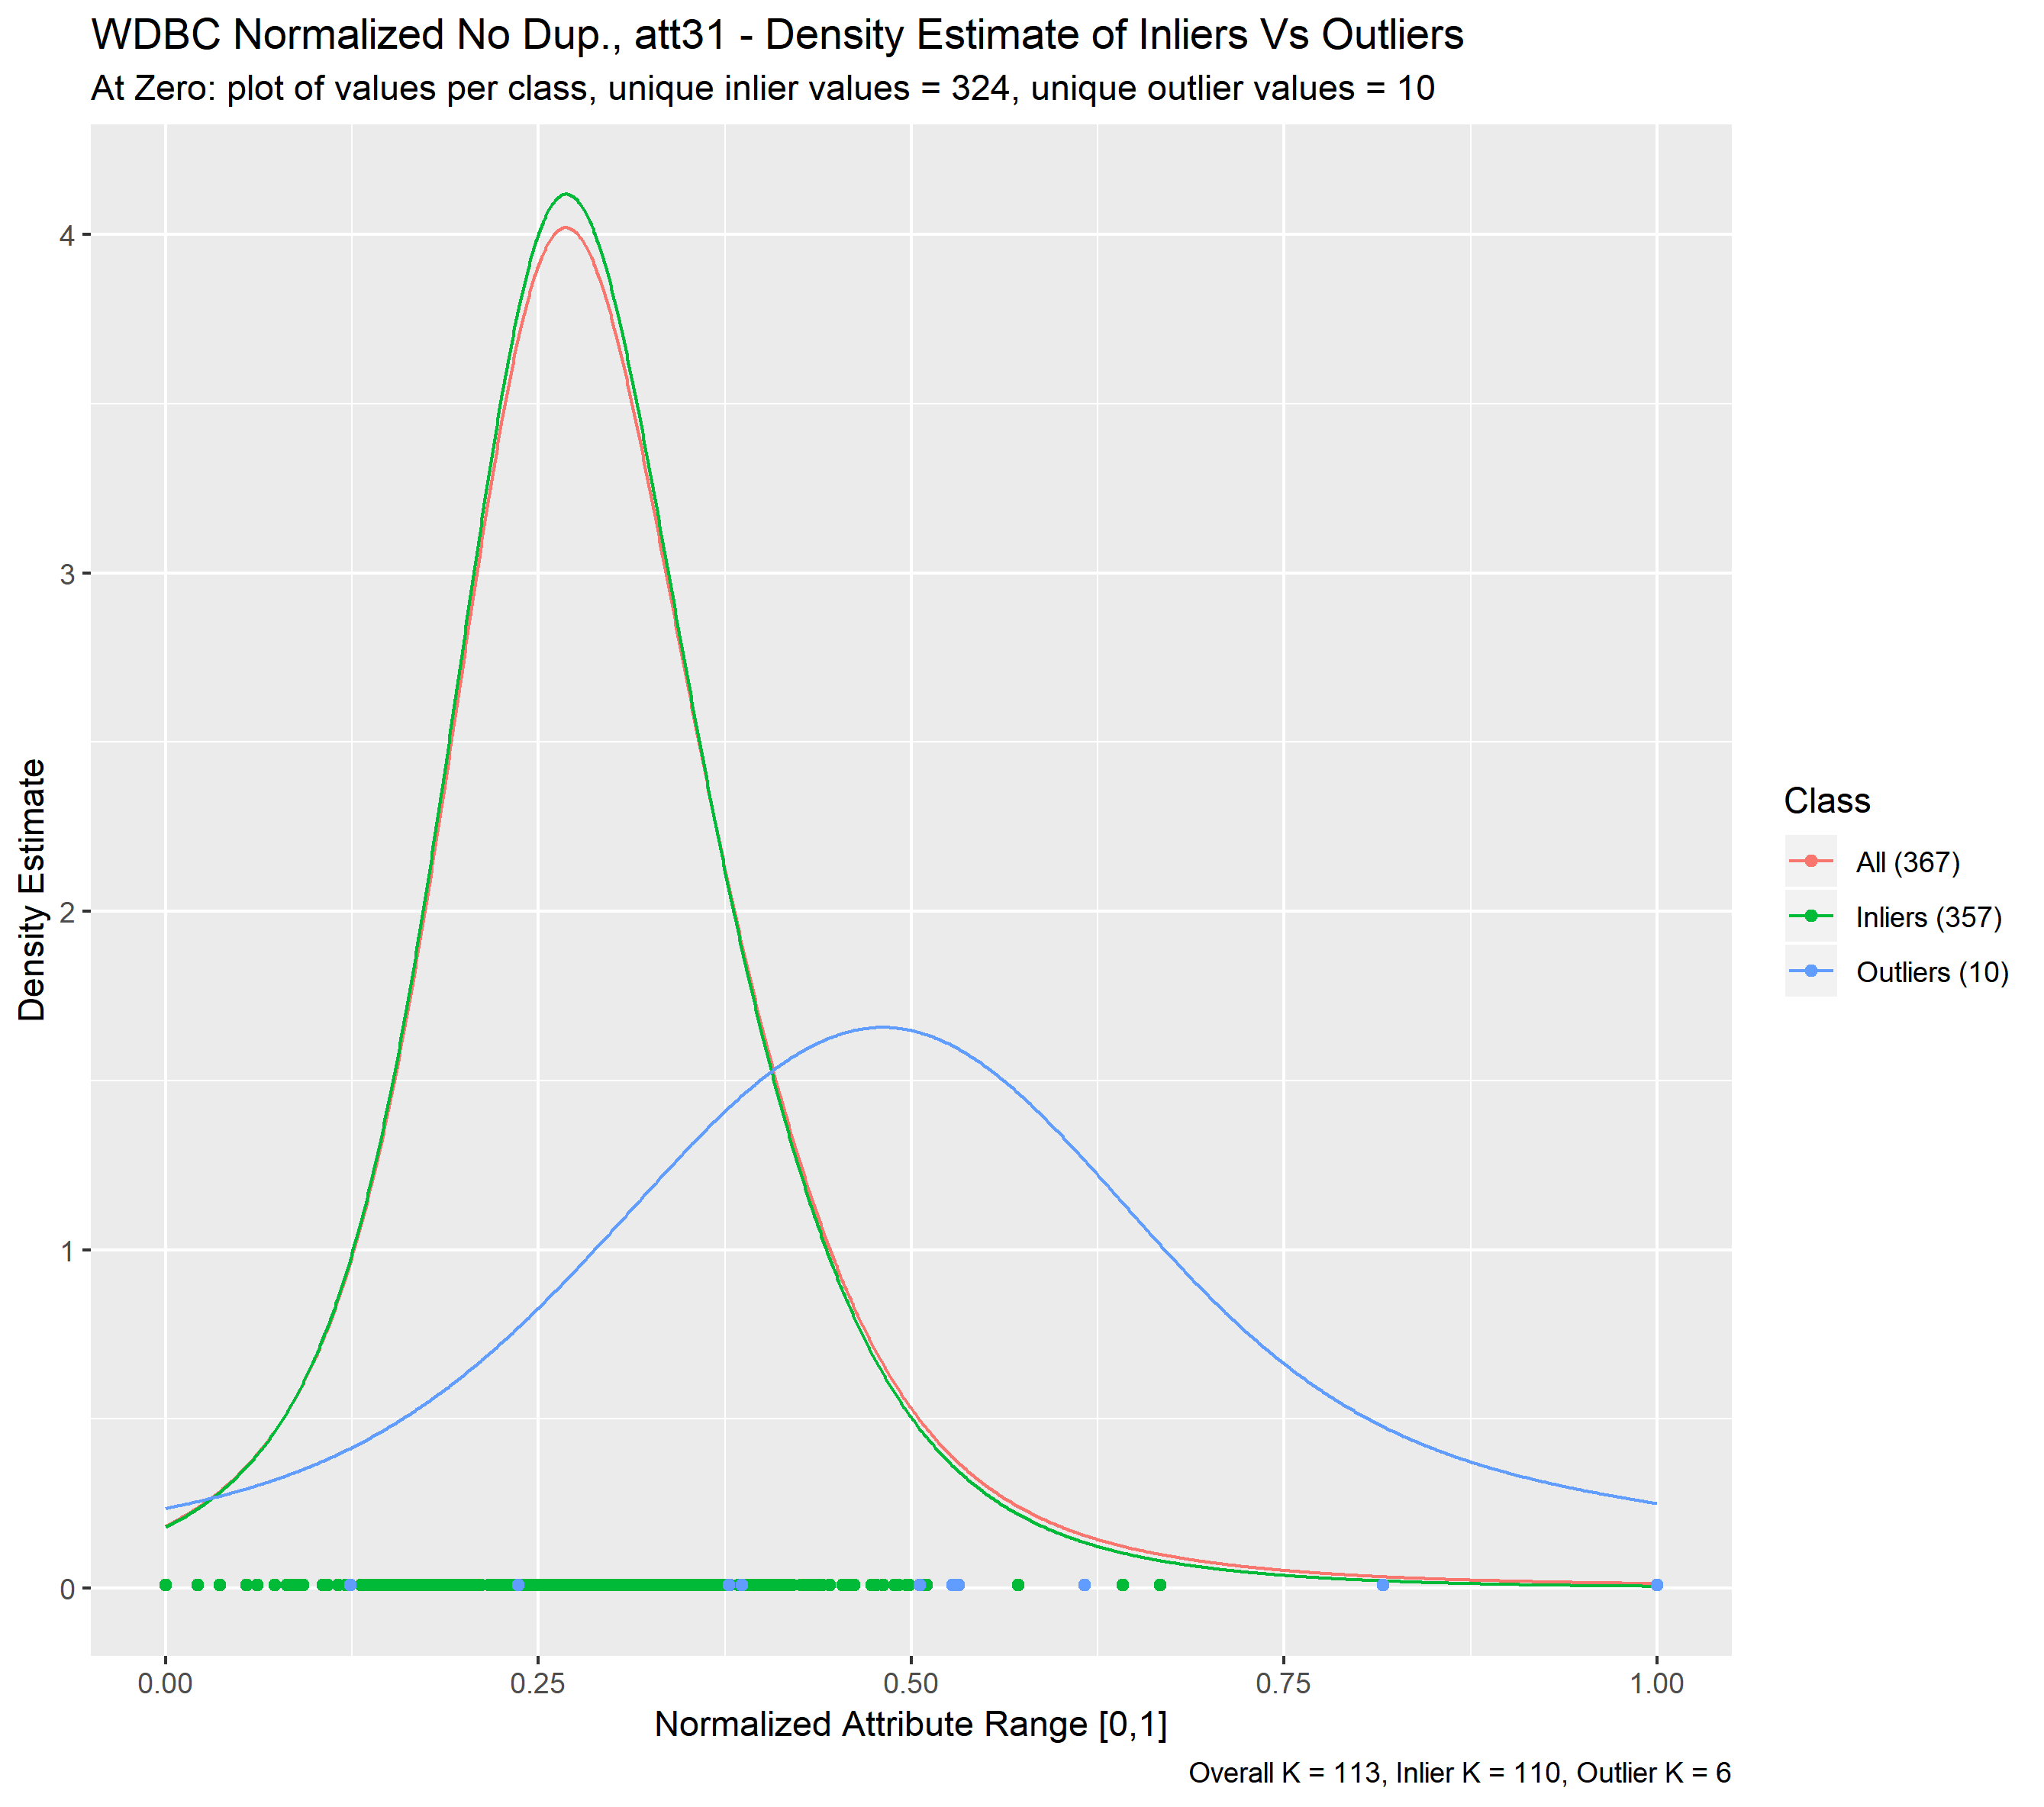 WDBC Normalized No Dup., att31 - Density Estimate of Inliers Vs Outliers
At Zero: plot of values per class, unique inlier values = 324, unique outlier values = 10
Density Estimate
4
3
2
1
0
0.00 0.25 0.50 0.75 1.00
Normalized Attribute Range [0,1]
Class
All (367)
Inliers (357)
Outliers (10)
Overall K = 113, Inlier K = 110, Outlier K = 6